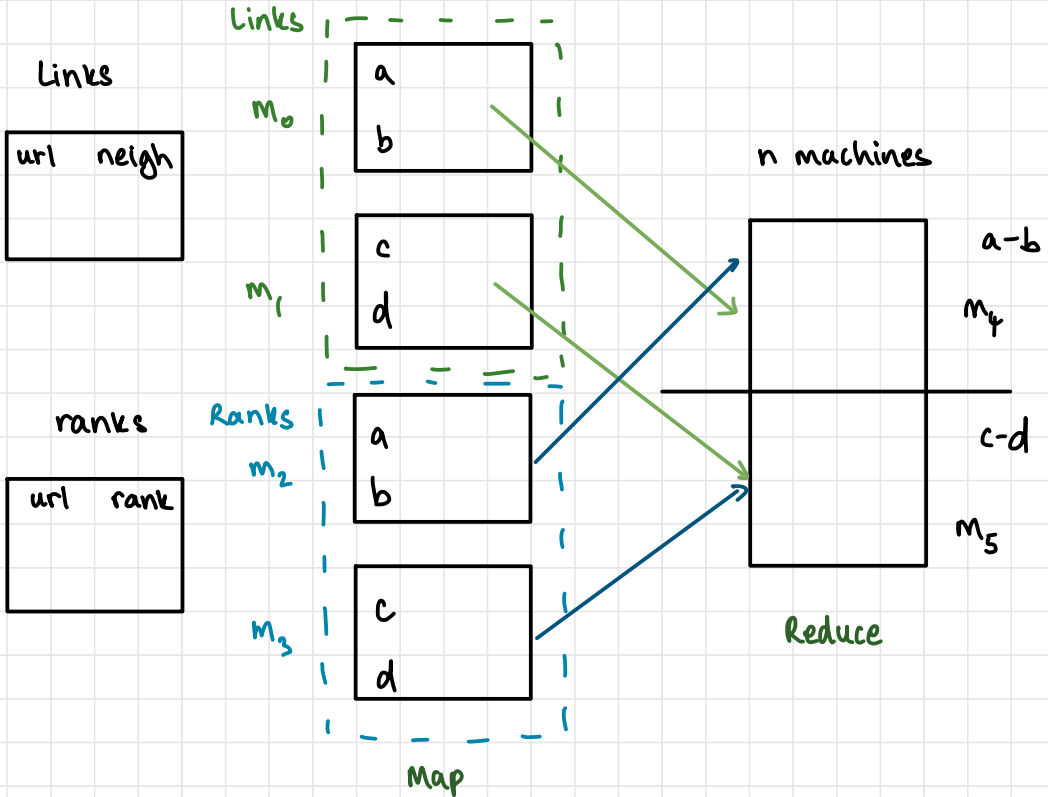 Links
url neigh
ranks
url rank
Links
m0
a
b
m1
c
d
Ranks
m2
a
b
m3
c
d
Map
n machines
a-b
m4
c-d
m5
Reduce